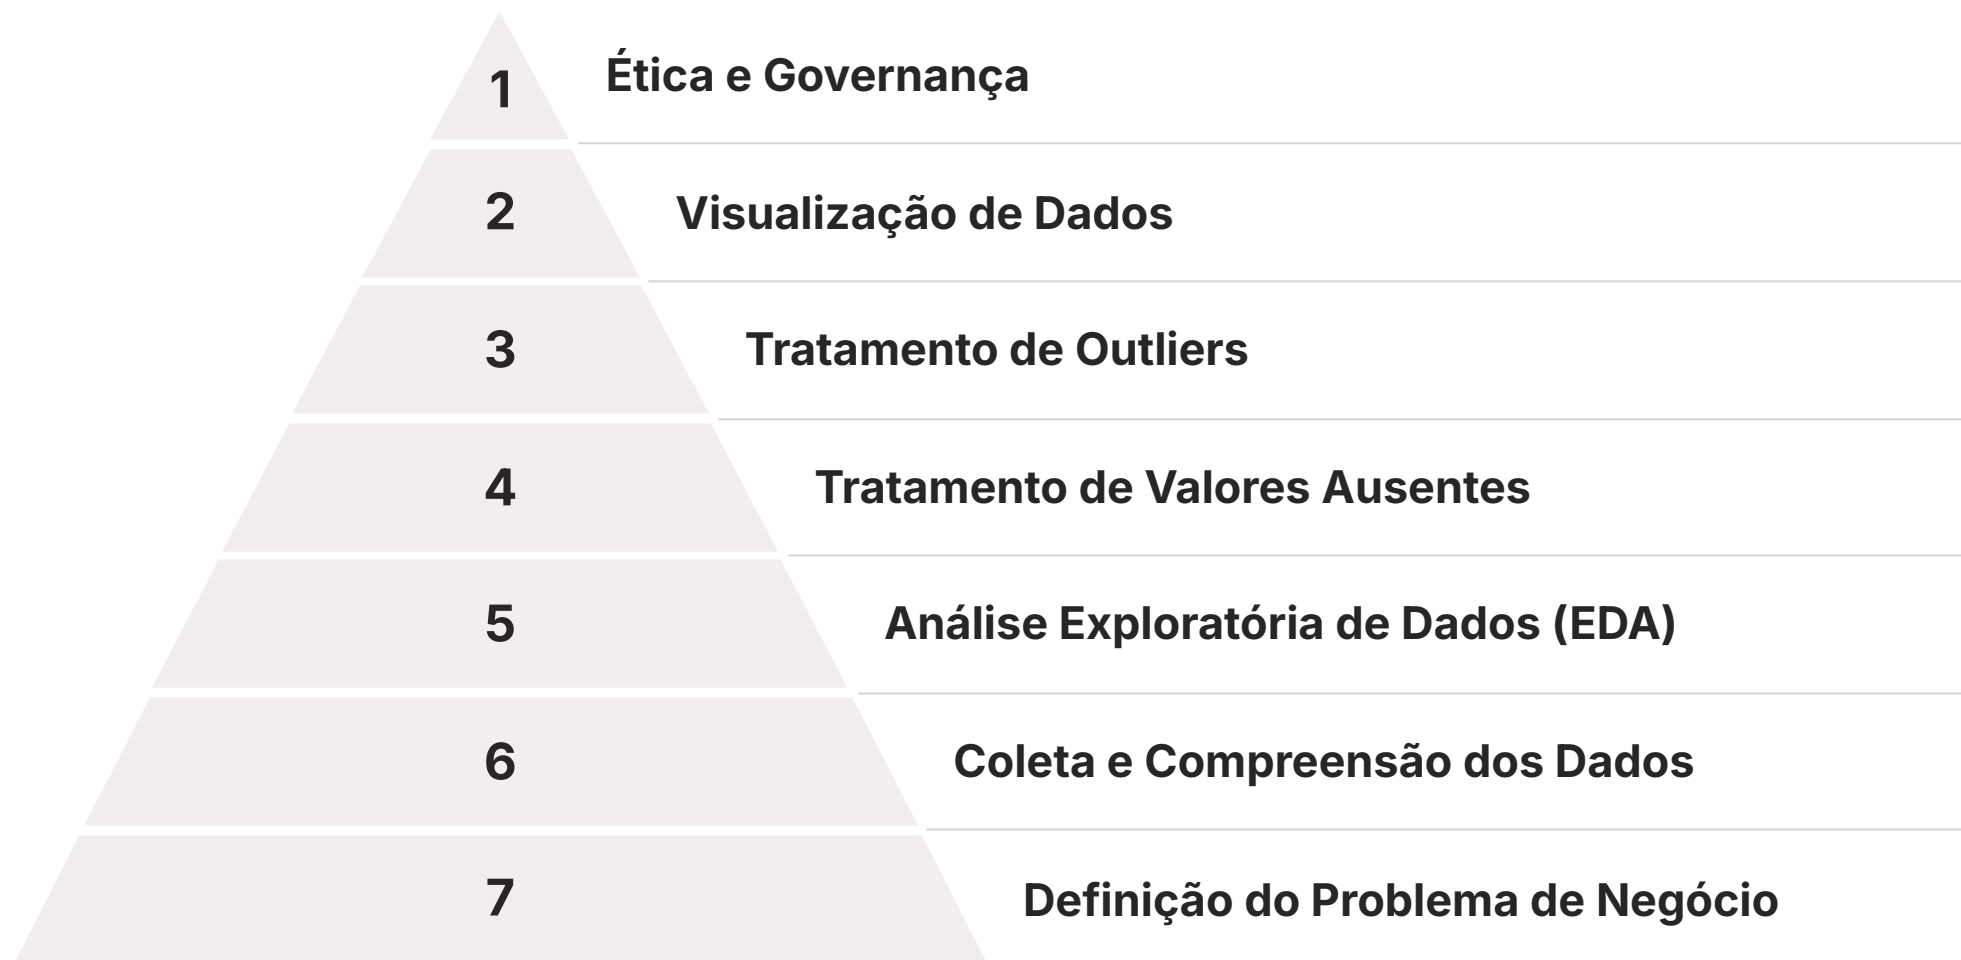 1
Ética e Governança
2
Visualização de Dados
3
Tratamento de Outliers
4
Tratamento de Valores Ausentes
5
Análise Exploratória de Dados (EDA)
6
Coleta e Compreensão dos Dados
7
Definição do Problema de Negócio